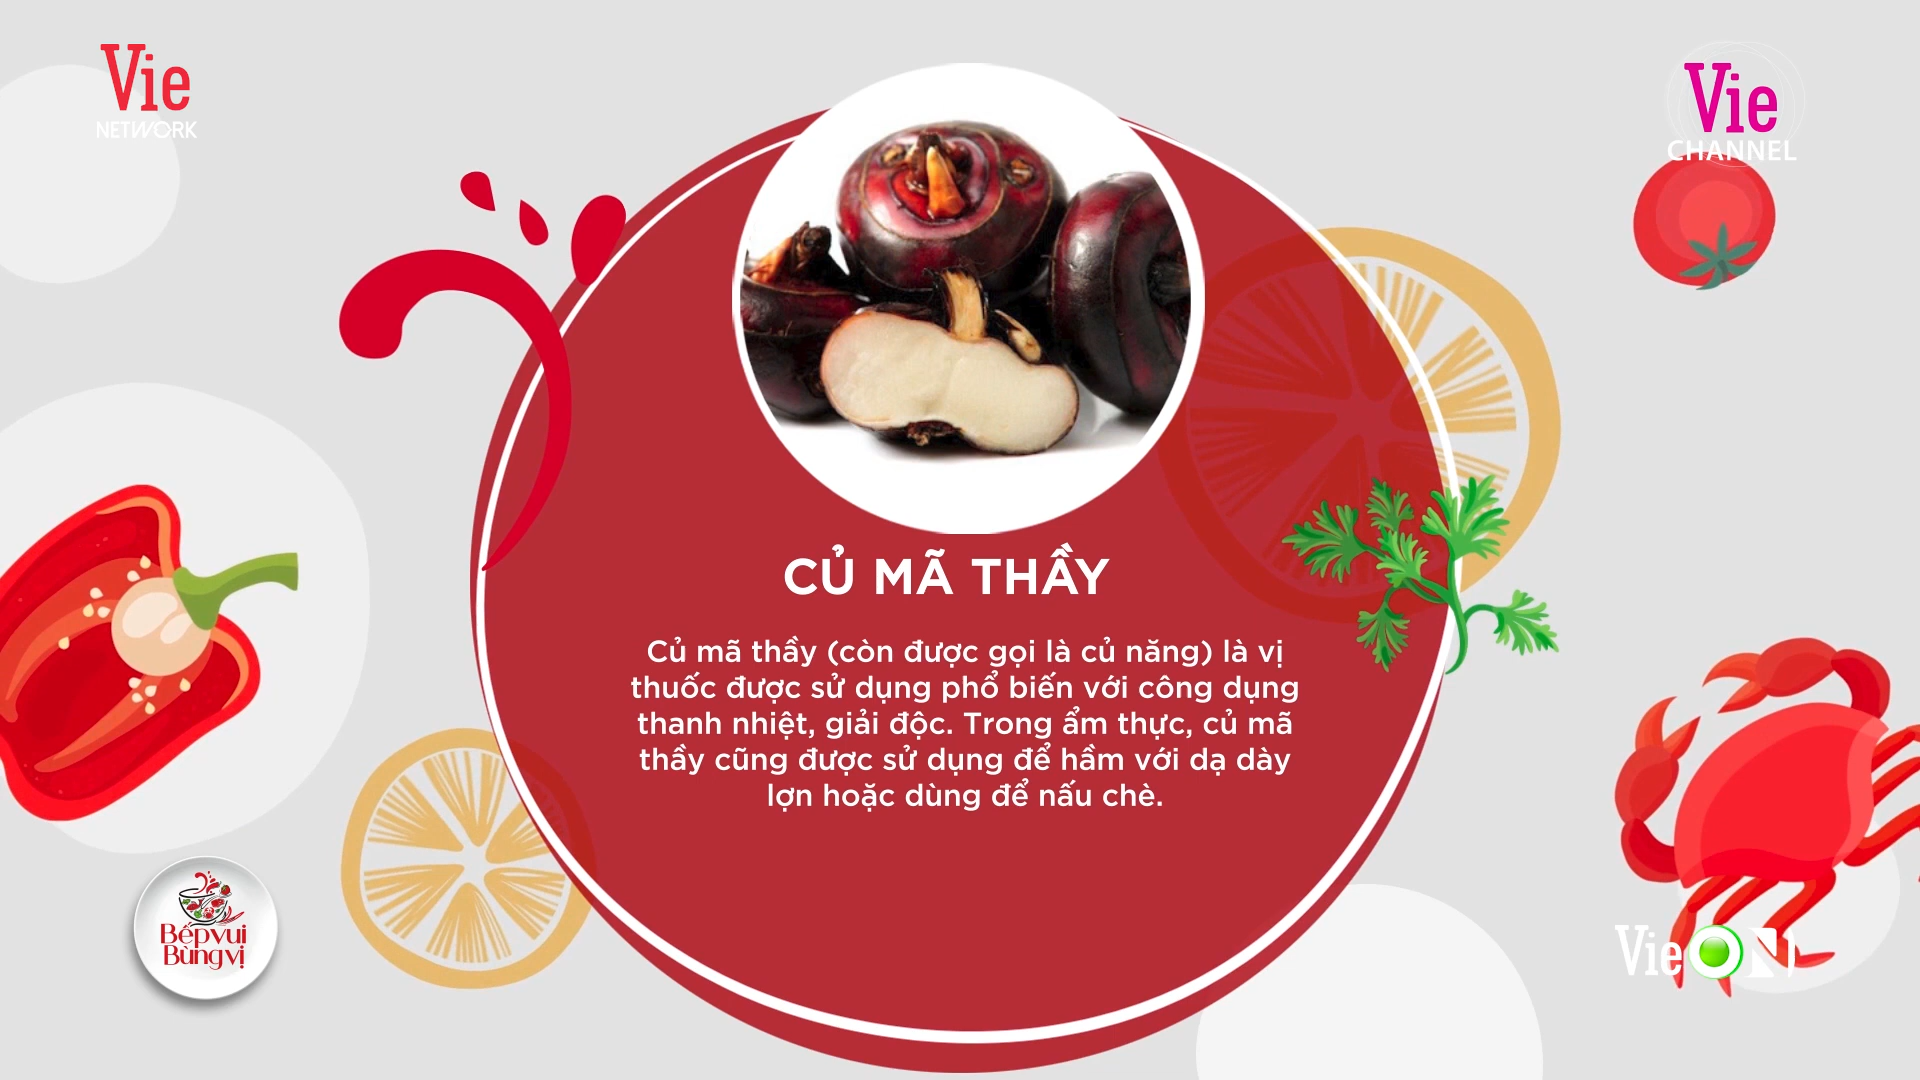 Vie
NETWORK
Vie
CHANNEL
CỦ MÃ THẦY
Củ mã thầy (còn được gọi là củ năng) là vị
thuốc được sử dụng phổ biến với công dụng
thanh nhiệt, giải độc. Trong ẩm thực, củ mã
thầy cũng được sử dụng để hầm với dạ dày
lợn hoặc dùng để nấu chè.
Bếp vui
Bùng vị
VieON